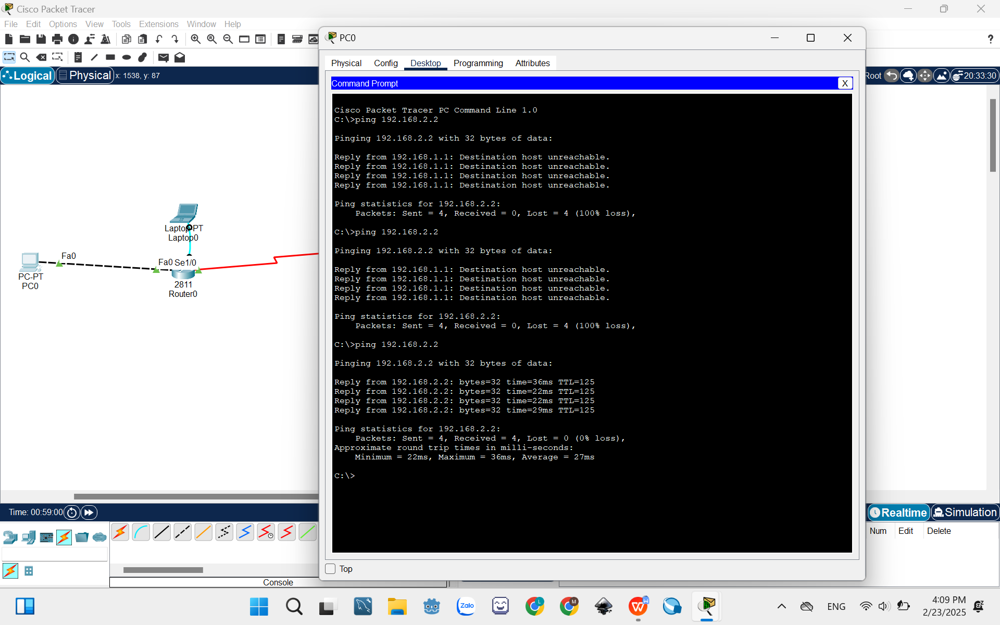 Cisco Packet Tracer
File Edit Options View Tools Extensions Window Help
?
Logical Physical x: 1538, y: 87
Root 20:33:30
PC0
Physical Config Desktop Programming Attributes
Command Prompt X
Cisco Packet Tracer PC Command Line 1.0
C:\>ping 192.168.2.2
Pinging 192.168.2.2 with 32 bytes of data:
Reply from 192.168.1.1: Destination host unreachable.
Reply from 192.168.1.1: Destination host unreachable.
Reply from 192.168.1.1: Destination host unreachable.
Reply from 192.168.1.1: Destination host unreachable.
Ping statistics for 192.168.2.2:
Packets: Sent = 4, Received = 0, Lost = 4 (100% loss),
C:\>ping 192.168.2.2
Pinging 192.168.2.2 with 32 bytes of data:
Reply from 192.168.1.1: Destination host unreachable.
Reply from 192.168.1.1: Destination host unreachable.
Reply from 192.168.1.1: Destination host unreachable.
Reply from 192.168.1.1: Destination host unreachable.
Ping statistics for 192.168.2.2:
Packets: Sent = 4, Received = 0, Lost = 4 (100% loss),
C:\>ping 192.168.2.2
Pinging 192.168.2.2 with 32 bytes of data:
Reply from 192.168.2.2: bytes=32 time=36ms TTL=125
Reply from 192.168.2.2: bytes=32 time=22ms TTL=125
Reply from 192.168.2.2: bytes=32 time=22ms TTL=125
Reply from 192.168.2.2: bytes=32 time=29ms TTL=125
Ping statistics for 192.168.2.2:
Packets: Sent = 4, Received = 4, Lost = 0 (0% loss),
Approximate round trip times in milli-seconds:
Minimum = 22ms, Maximum = 36ms, Average = 27ms
C:\>
Top
Laptop-PT
Laptop0
Fa0
Fa0 Se1/0
PC-PT
PC0
2811
Router0
Time: 00:59:00
Realtime Simulation
Num Edit Delete
Console
Zalo
L
M
W
ENG
4:09 PM
2/23/2025